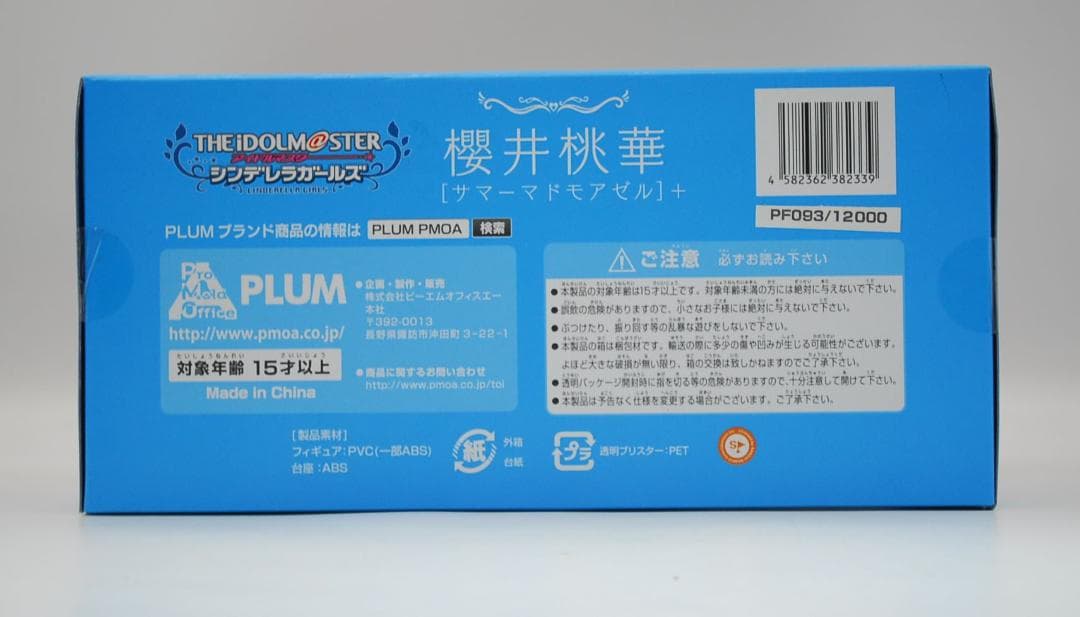 THE iDOLM@STER
アイドルマスター
シンデレラガールズ
CINDERELLA GIRLS
櫻井桃華
[サマーマドモアゼル]+
4 582362 382339
PF093/12000
PLUM ブランド商品の情報は PLUM PMOA 検索
Pro
Mola
Office
PLUM
http://www.pmoa.co.jp/
対象年齢 15才以上
Made in China
●企画・製作・販売
株式会社ピーエムオフィスエー
本社
〒392-0013
長野県諏訪市沖田町3-22-1
●商品に関するお問い合わせ
http://www.pmoa.co.jp/toi
ご注意 必ずお読み下さい
●本製品の対象年齢は15才以上です。対象年齢未満の方には絶対に与えないで下さい。
●誤飲の危険がありますので、小さなお子様には絶対に与えないで下さい。
●ぶつけたり、振り回す等の乱暴な遊びをしないで下さい。
●本製品の箱は梱包材です。輸送の際に多少の傷や凹みが生じる可能性がございます。
よほど大きな破損が無い限り、箱の交換は致しかねますのでご了承下さい。
●透明パッケージ開封時に指を切る等の危険がありますので、十分注意して開けて下さい。
●本製品は予告なく仕様を変更する場合がございます。ご了承下さい。
[製品素材]
フィギュア:PVC(一部ABS)
台座:ABS
紙
外箱
台紙
プラ
透明ブリスター:PET